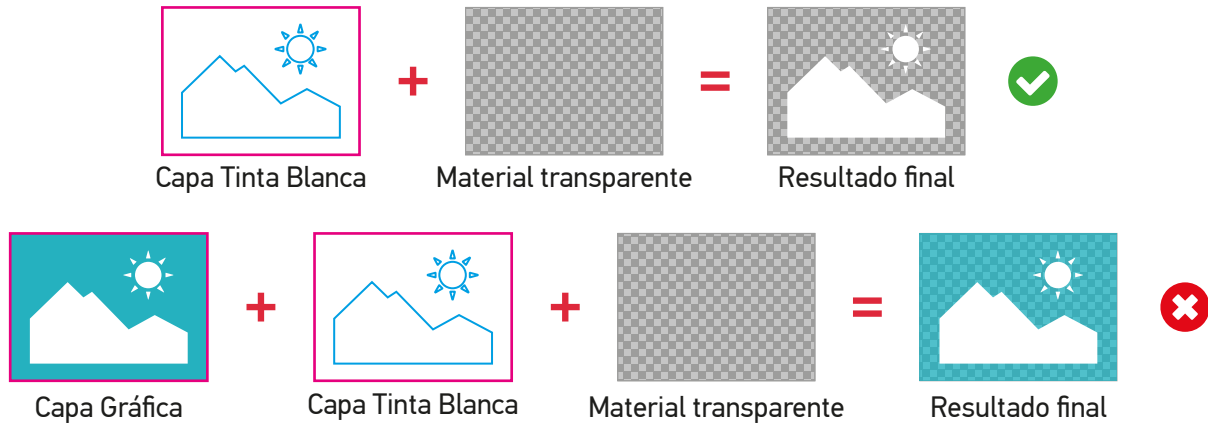 +
=
Capa Tinta Blanca
Material transparente
Resultado final
+
+
=
Capa Gráfica
Capa Tinta Blanca
Material transparente
Resultado final